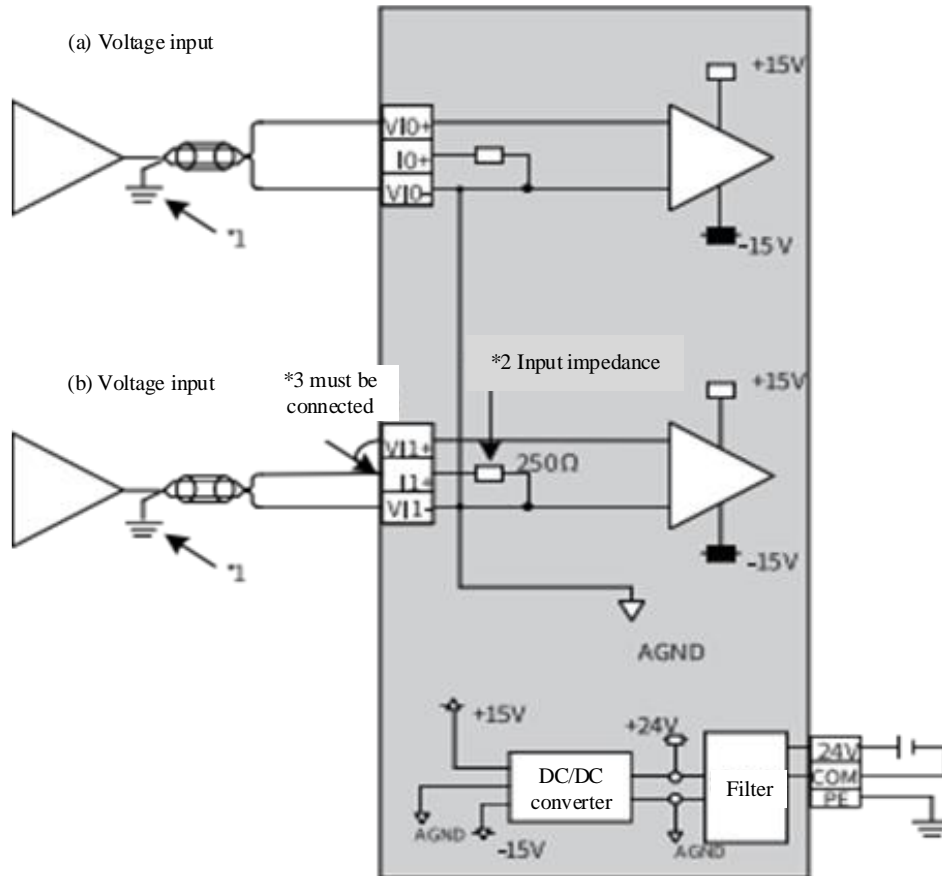 (a) Voltage input
+15V
VI0+
I0+
VI0-
*1
-15V
*2 Input impedance
(b) Voltage input
*3 must be
connected
+15V
VI1+
250Ω
I1+
VI1-
*1
-15V
AGND
+15V
+24V
24V
DC/DC
converter
Filter
COM
PE
AGND
-15V
AGND